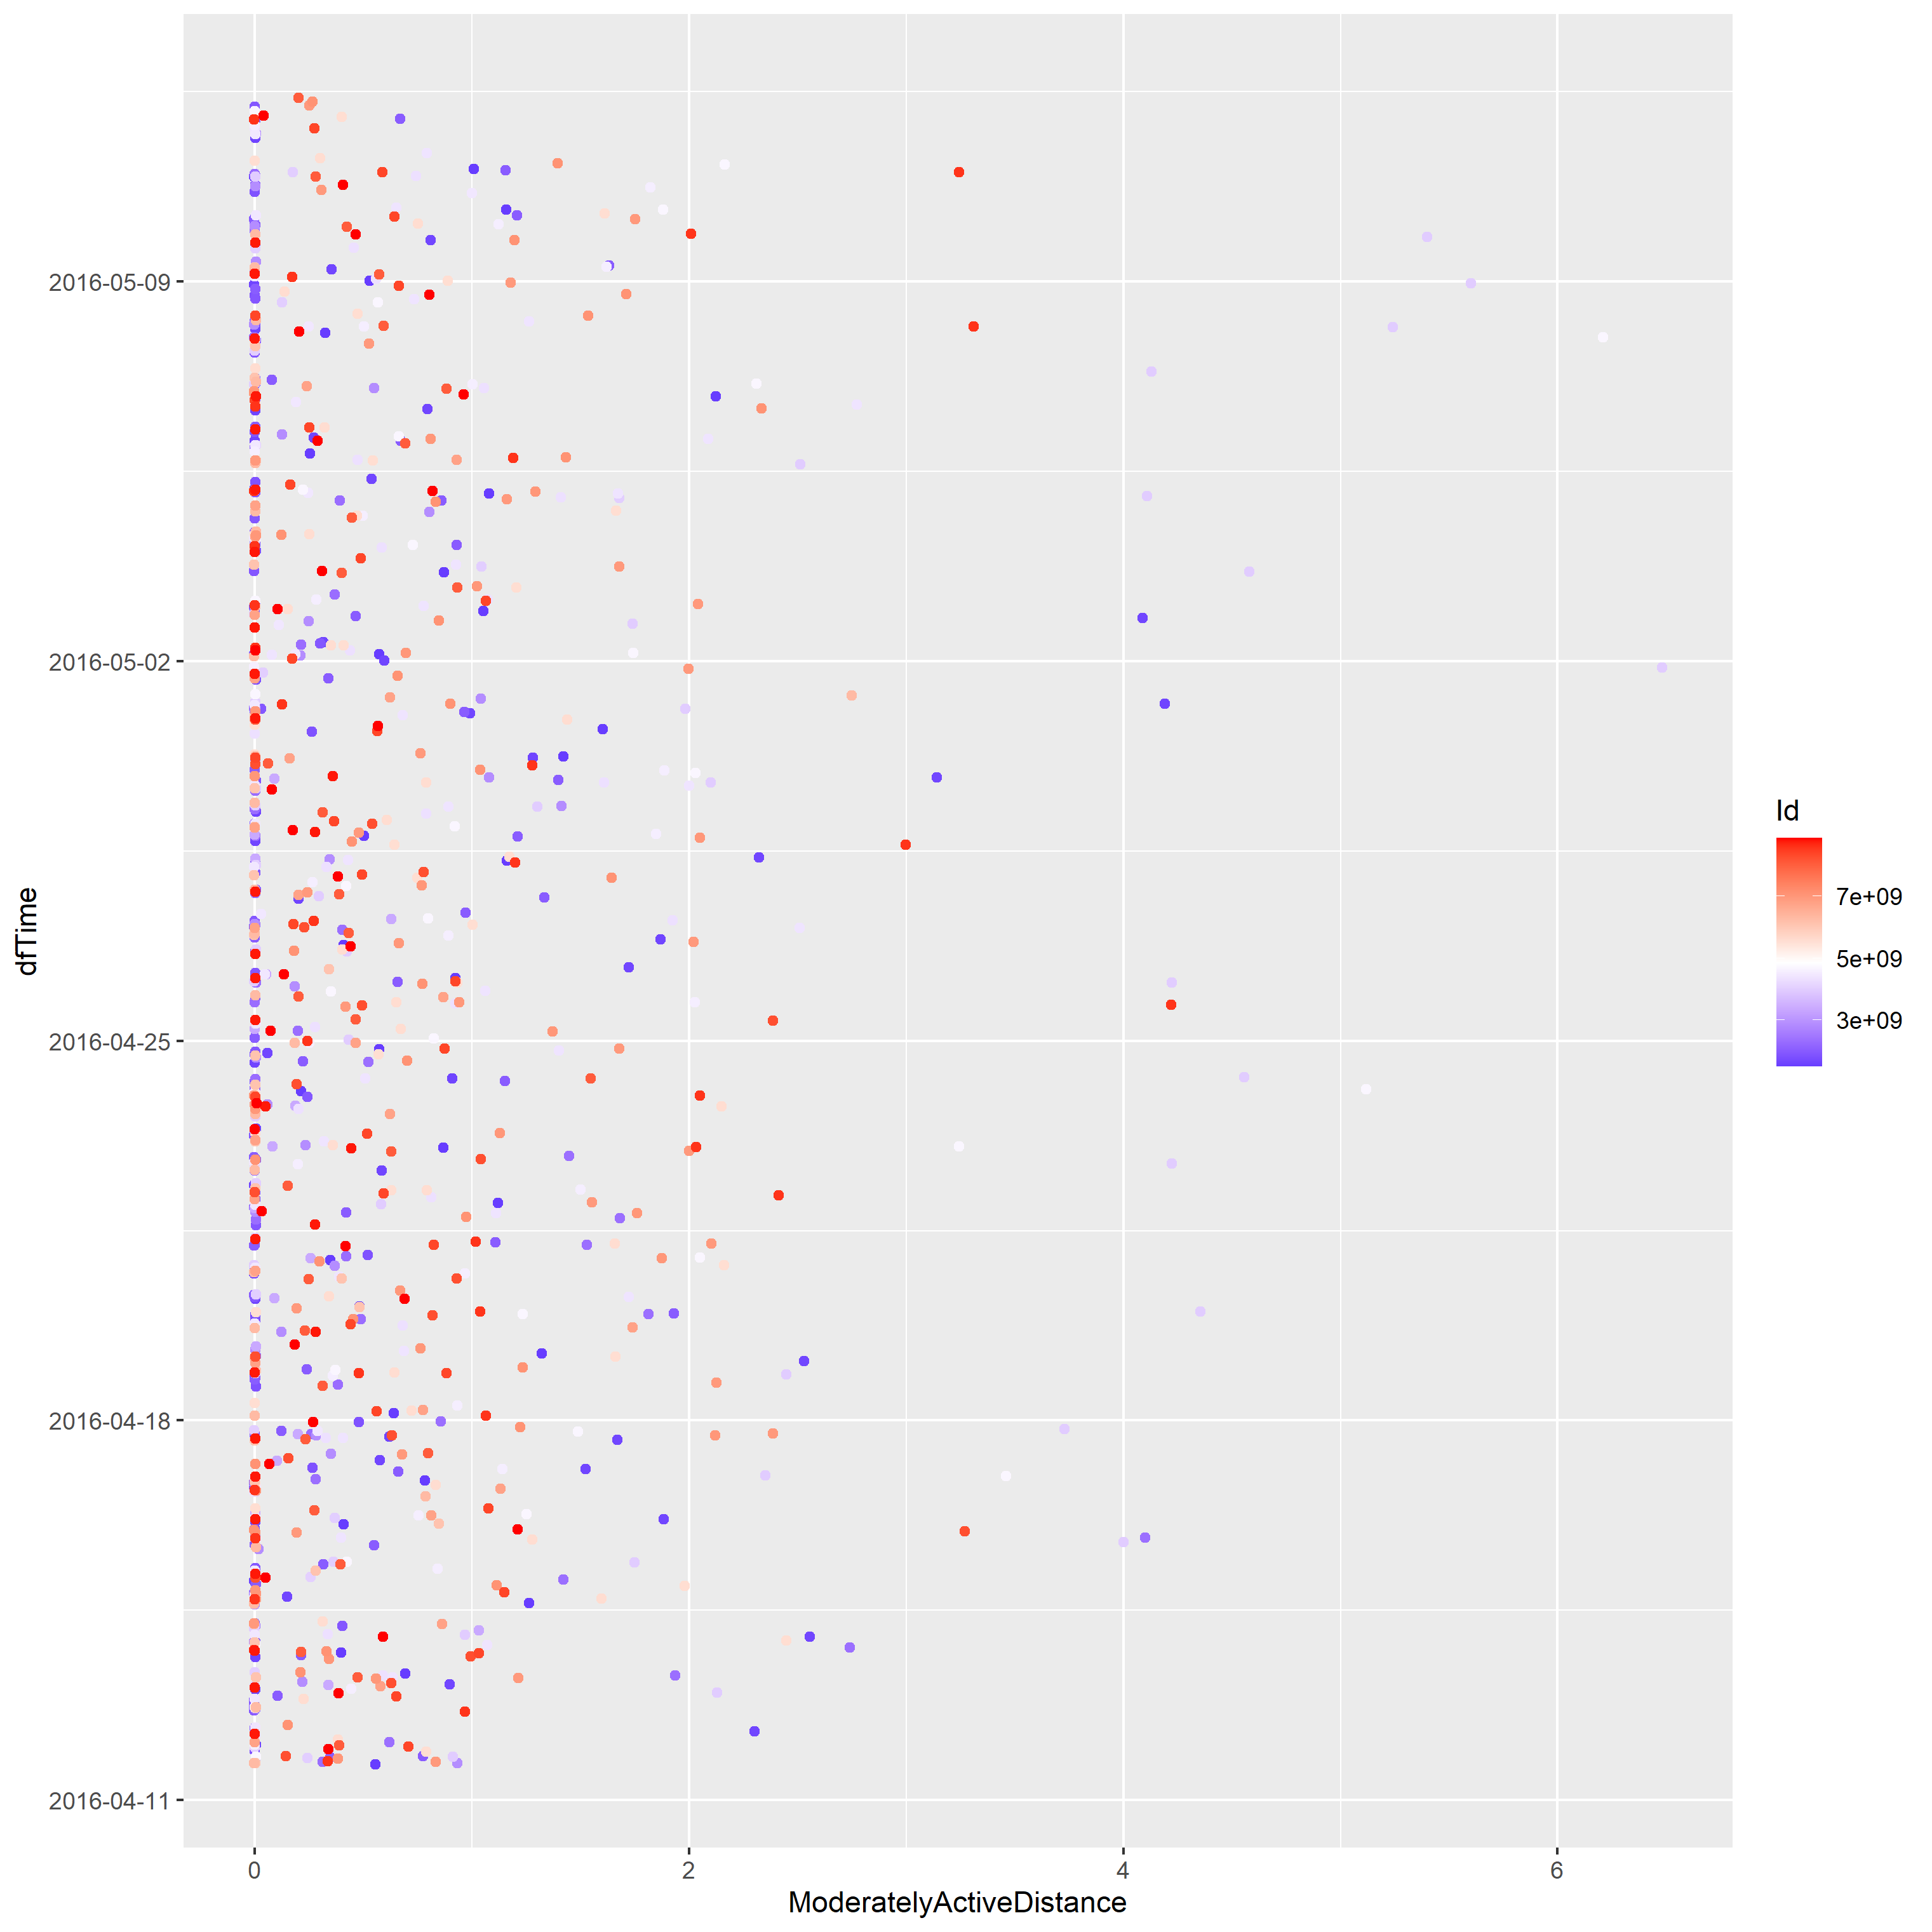 dfTime
2016-05-09
2016-05-02
2016-04-25
2016-04-18
2016-04-11
0 2 4 6
ModeratelyActiveDistance
Id
7e+09
5e+09
3e+09